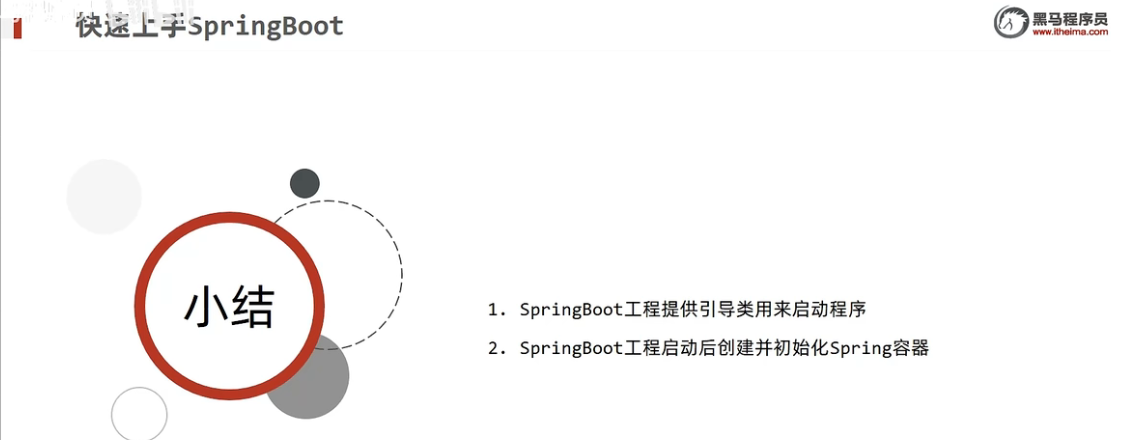 快速上手SpringBoot
黑马程序员
www.itheima.com
小结
1. SpringBoot工程提供引导类用来启动程序
2. SpringBoot工程启动后创建并初始化Spring容器